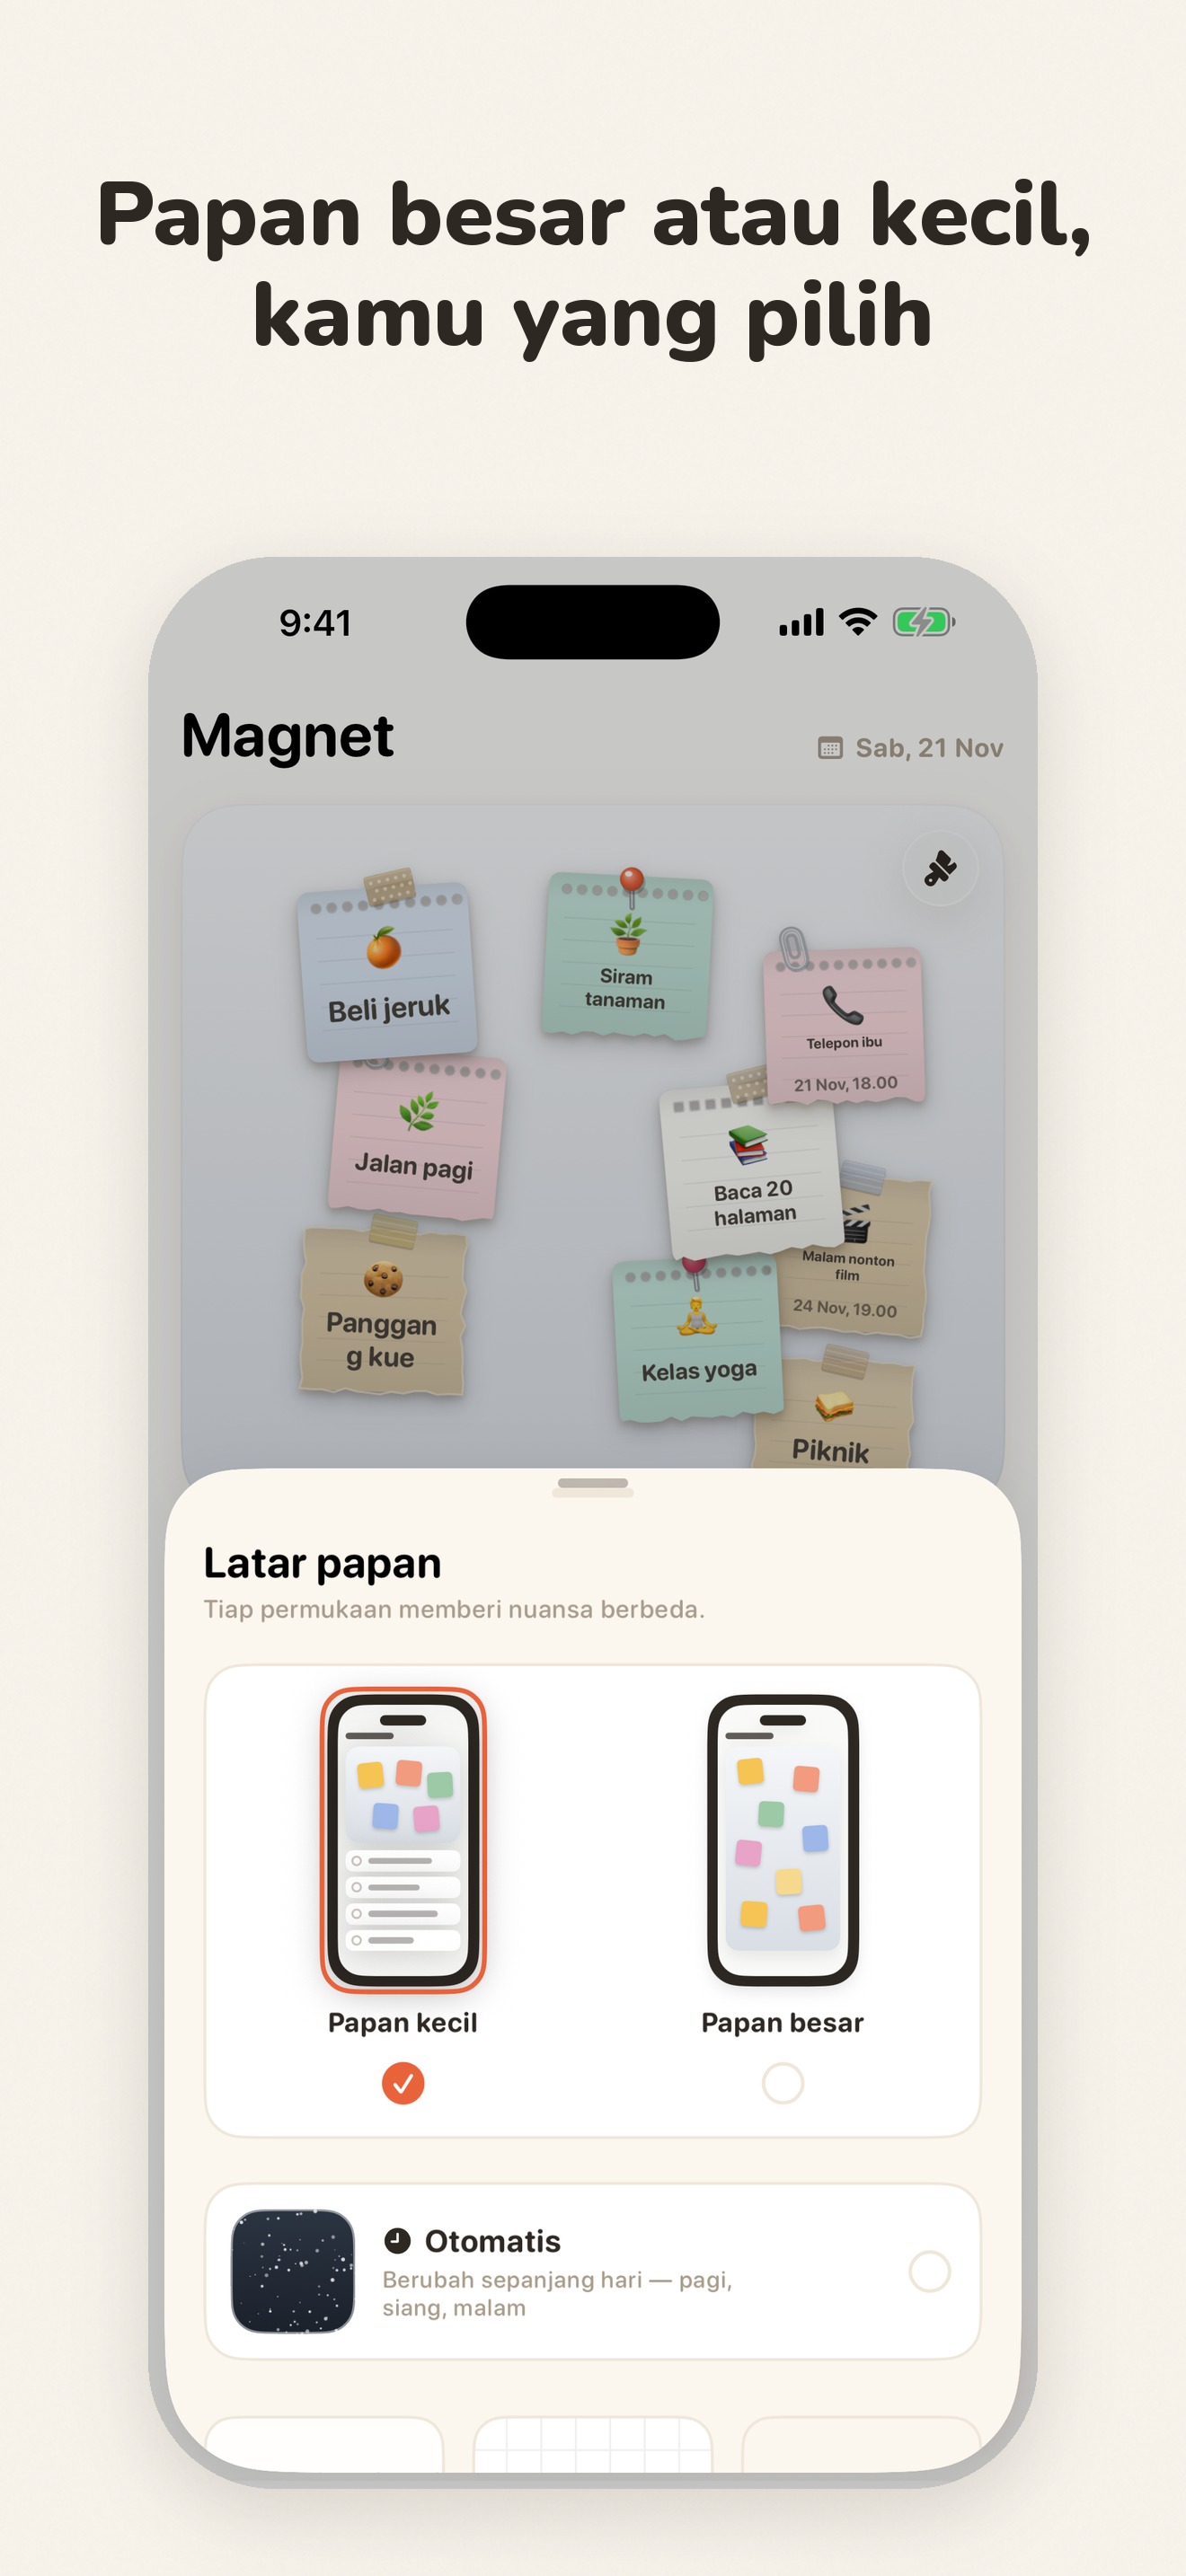 Papan besar atau kecil,
kamu yang pilih
9:41
Magnet
Sab, 21 Nov
Beli jeruk
Siram
tanaman
Telepon ibu
21 Nov, 18.00
Jalan pagi
Baca 20
halaman
Malam nonton
film
24 Nov, 19.00
Panggan
g kue
Kelas yoga
Piknik
Latar papan
Tiap permukaan memberi nuansa berbeda.
Papan kecil
Papan besar
Otomatis
Berubah sepanjang hari — pagi,
siang, malam